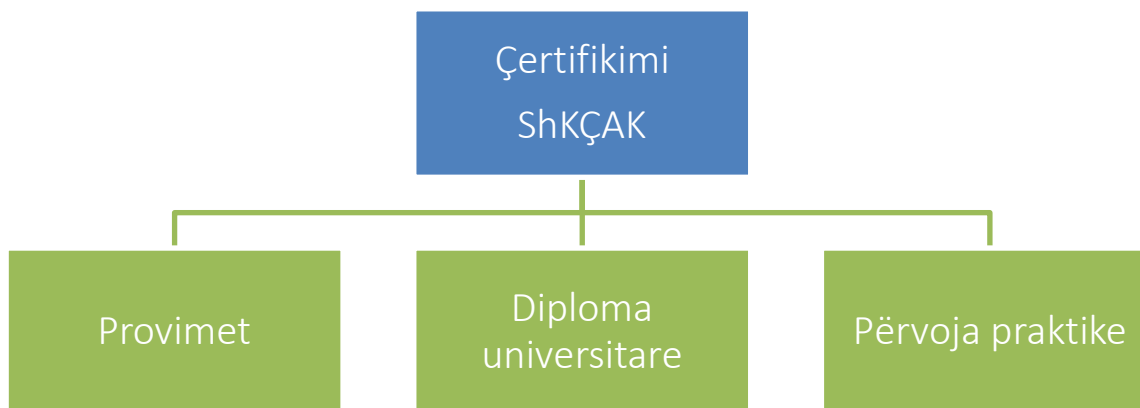 Çertifikimi
ShKÇAK
Provimet
Diploma
universitare
Përvoja praktike